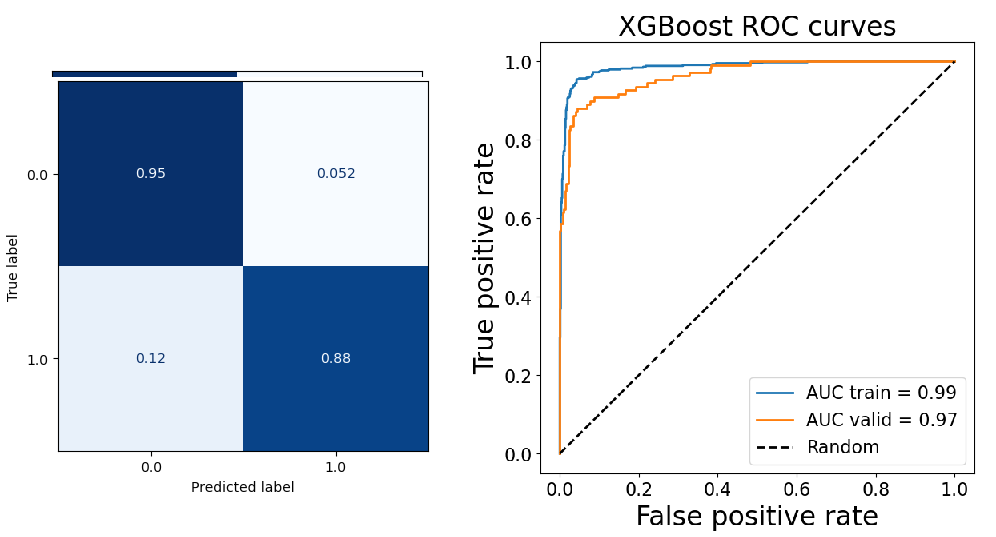 XGBoost ROC curves
True label
0.0
0.95
0.052
1.0
0.12
0.88
0.0
1.0
Predicted label
True positive rate
1.0
0.8
0.6
0.4
0.2
0.0
AUC train = 0.99
AUC valid = 0.97
Random
0.0 0.2 0.4 0.6 0.8 1.0
False positive rate